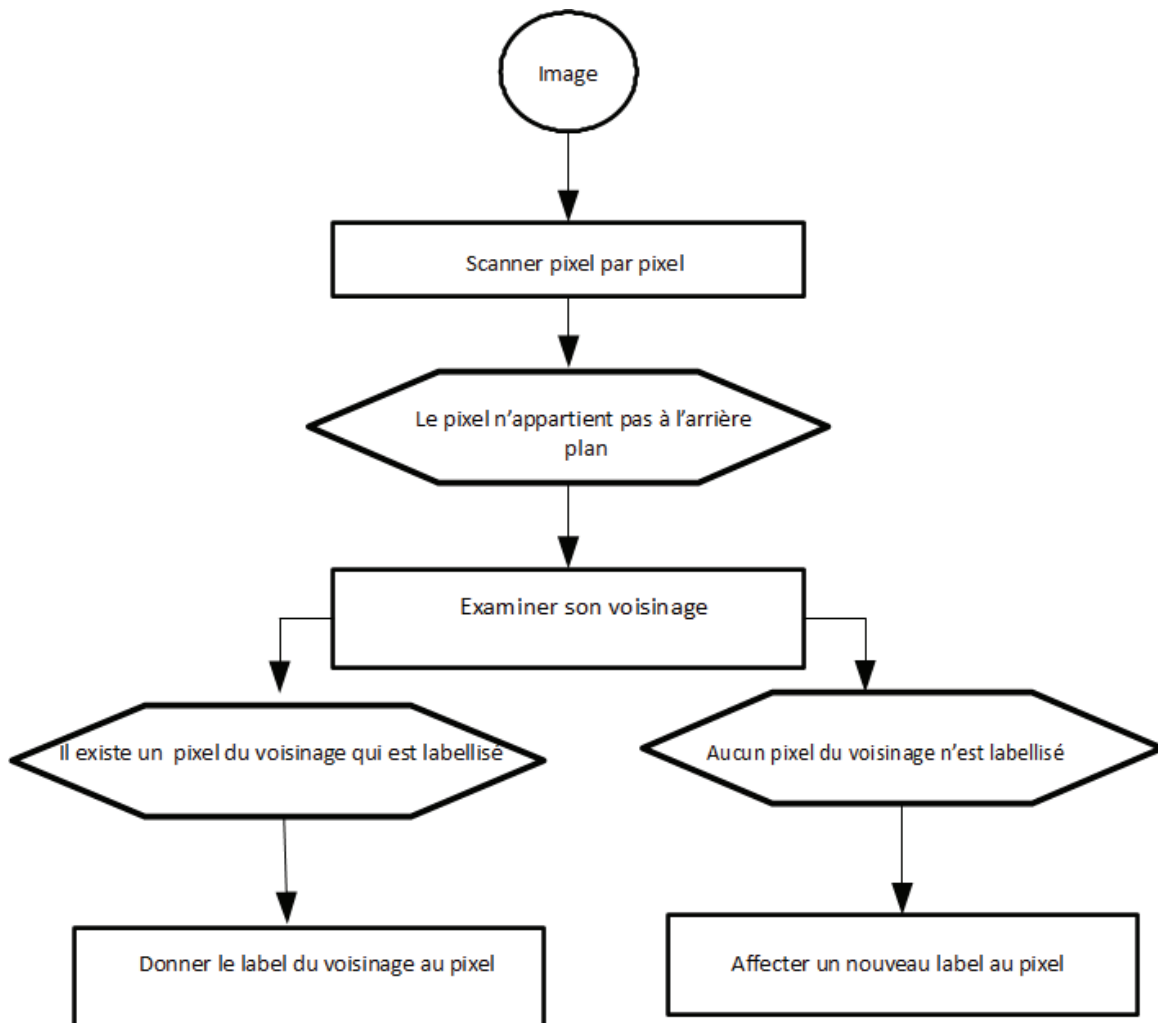 Image
Scanner pixel par pixel
Le pixel n'appartient pas à l'arrière
plan
Examiner son voisinage
Il existe un pixel du voisinage qui est labellisé
Aucun pixel du voisinage n'est labellisé
Donner le label du voisinage au pixel
Affecter un nouveau label au pixel